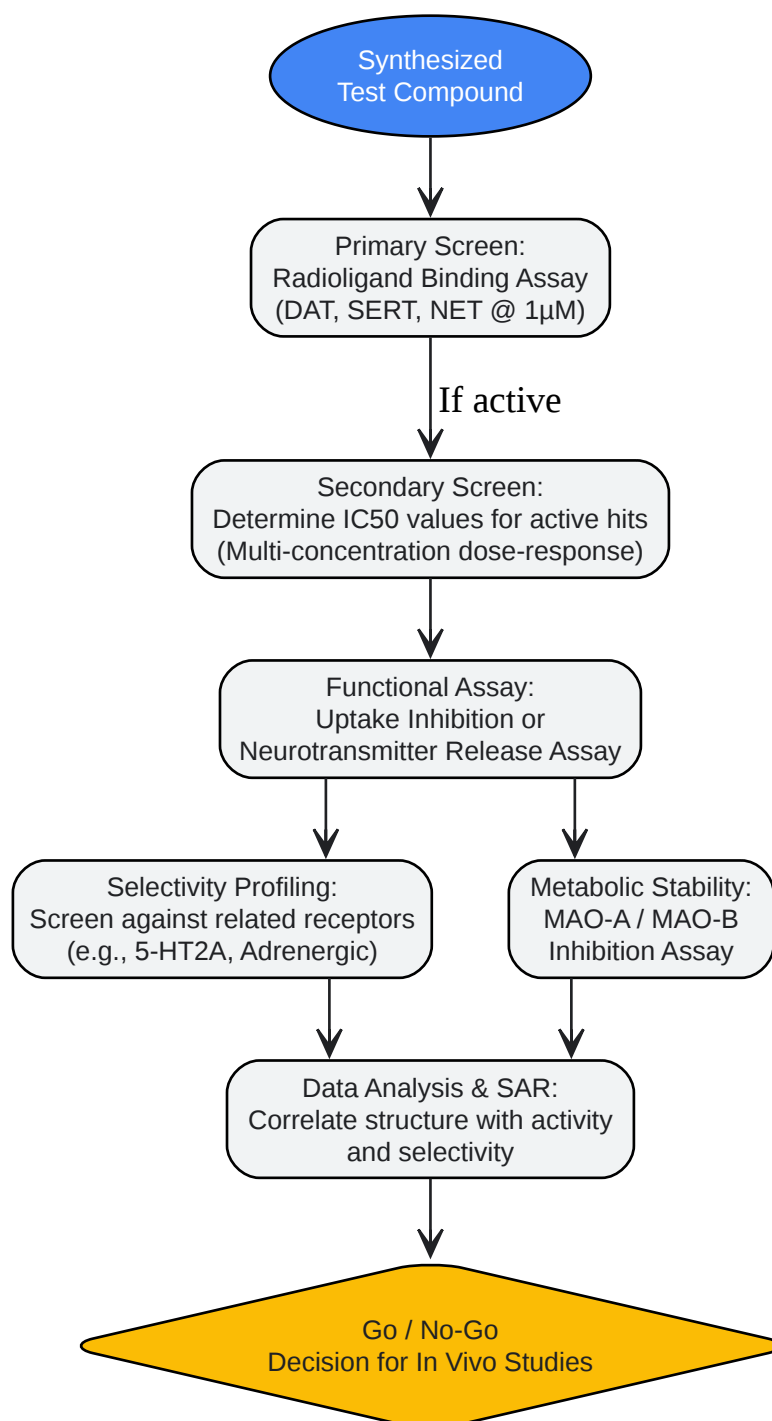 Synthesized
Test Compound
Primary Screen:
Radioligand Binding Assay
(DAT, SERT, NET @ 1µM)
If active
Secondary Screen:
Determine IC50 values for active hits
(Multi-concentration dose-response)
Functional Assay:
Uptake Inhibition or
Neurotransmitter Release Assay
Selectivity Profiling:
Screen against related receptors
(e.g., 5-HT2A, Adrenergic)
Metabolic Stability:
MAO-A / MAO-B
Inhibition Assay
Data Analysis & SAR:
Correlate structure with activity
and selectivity
Go / No-Go
Decision for In Vivo Studies